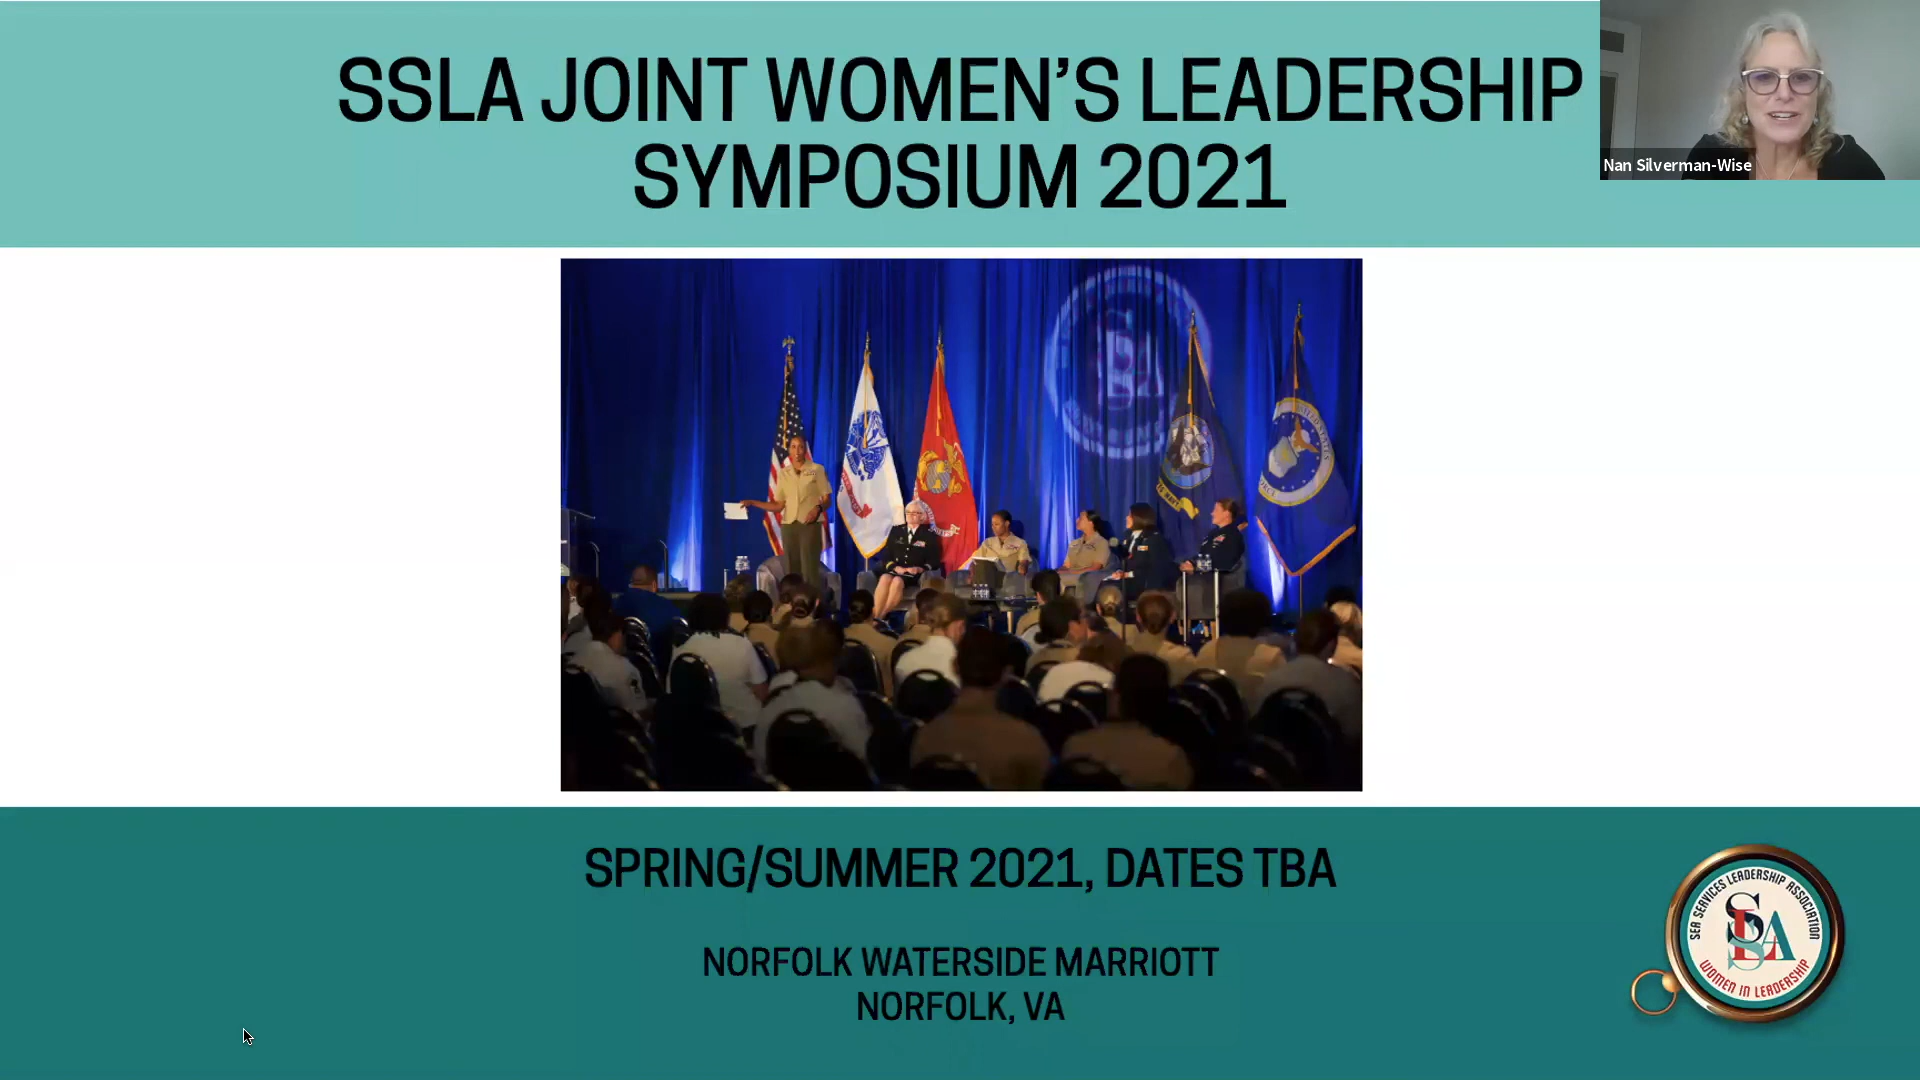 SSLA JOINT WOMEN’S LEADERSHIP
SYMPOSIUM 2021
Nan Silverman-Wise
SPRING/SUMMER 2021, DATES TBA
NORFOLK WATERSIDE MARRIOTT
NORFOLK, VA
SEA SERVICES LEADERSHIP ASSOCIATION
SSLA
WOMEN IN LEADERSHIP